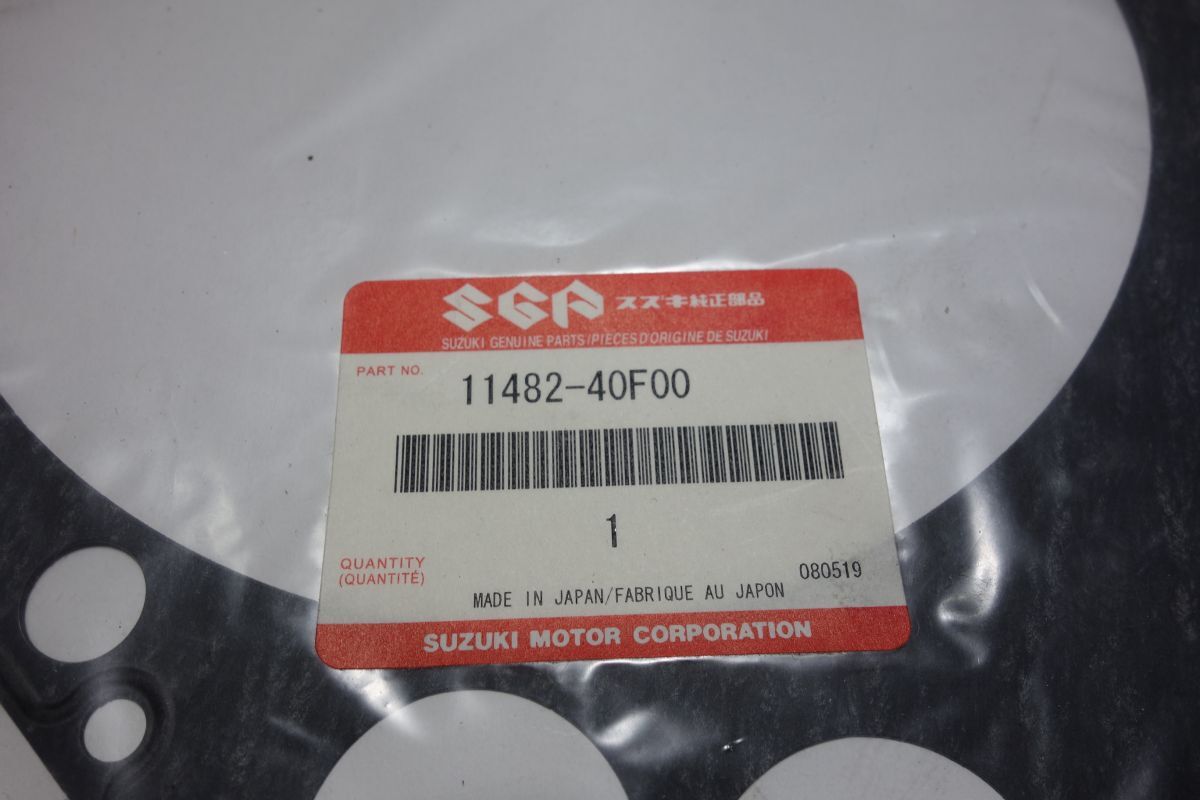 SGP スズキ純正部品
SUZUKI GENUINE PARTS/PIECES D'ORIGINE DE SUZUKI
PART NO. 11482-40F00
1
QUANTITY
(QUANTITÉ)
080519
MADE IN JAPAN/FABRIQUE AU JAPON
SUZUKI MOTOR CORPORATION